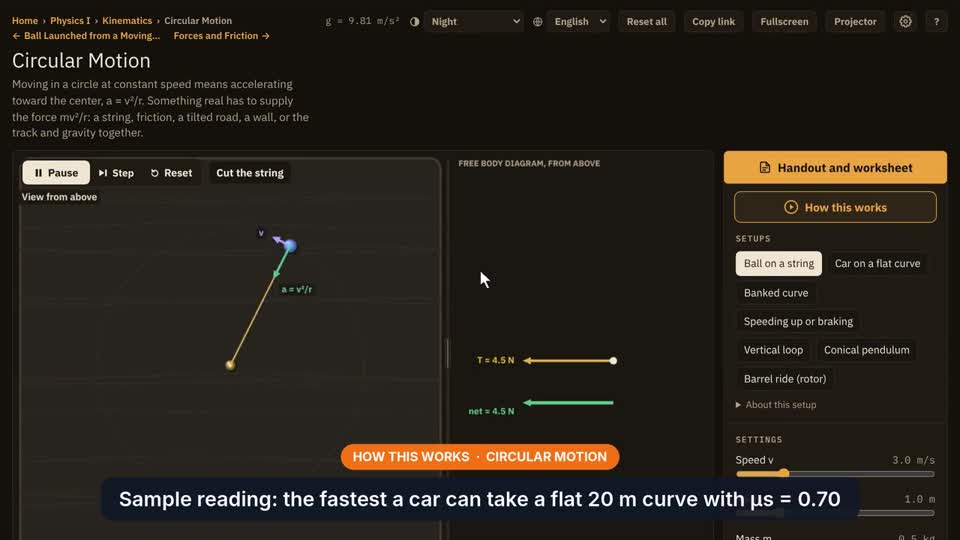 Home › Physics I › Kinematics › Circular Motion
← Ball Launched from a Moving... Forces and Friction →
g = 9.81 m/s²
Night
English
Reset all
Copy link
Fullscreen
Projector
?
Circular Motion
Moving in a circle at constant speed means accelerating
toward the center, a = v²/r. Something real has to supply
the force mv²/r: a string, friction, a tilted road, a wall, or the
track and gravity together.
Pause
Step
Reset
Cut the string
View from above
v
a = v²/r
FREE BODY DIAGRAM, FROM ABOVE
T = 4.5 N
net = 4.5 N
Handout and worksheet
How this works
SETUPS
Ball on a string
Car on a flat curve
Banked curve
Speeding up or braking
Vertical loop
Conical pendulum
Barrel ride (rotor)
About this setup
SETTINGS
Speed v 3.0 m/s
1.0 m
Mass m 0.5 kg
HOW THIS WORKS · CIRCULAR MOTION
Sample reading: the fastest a car can take a flat 20 m curve with μs = 0.70